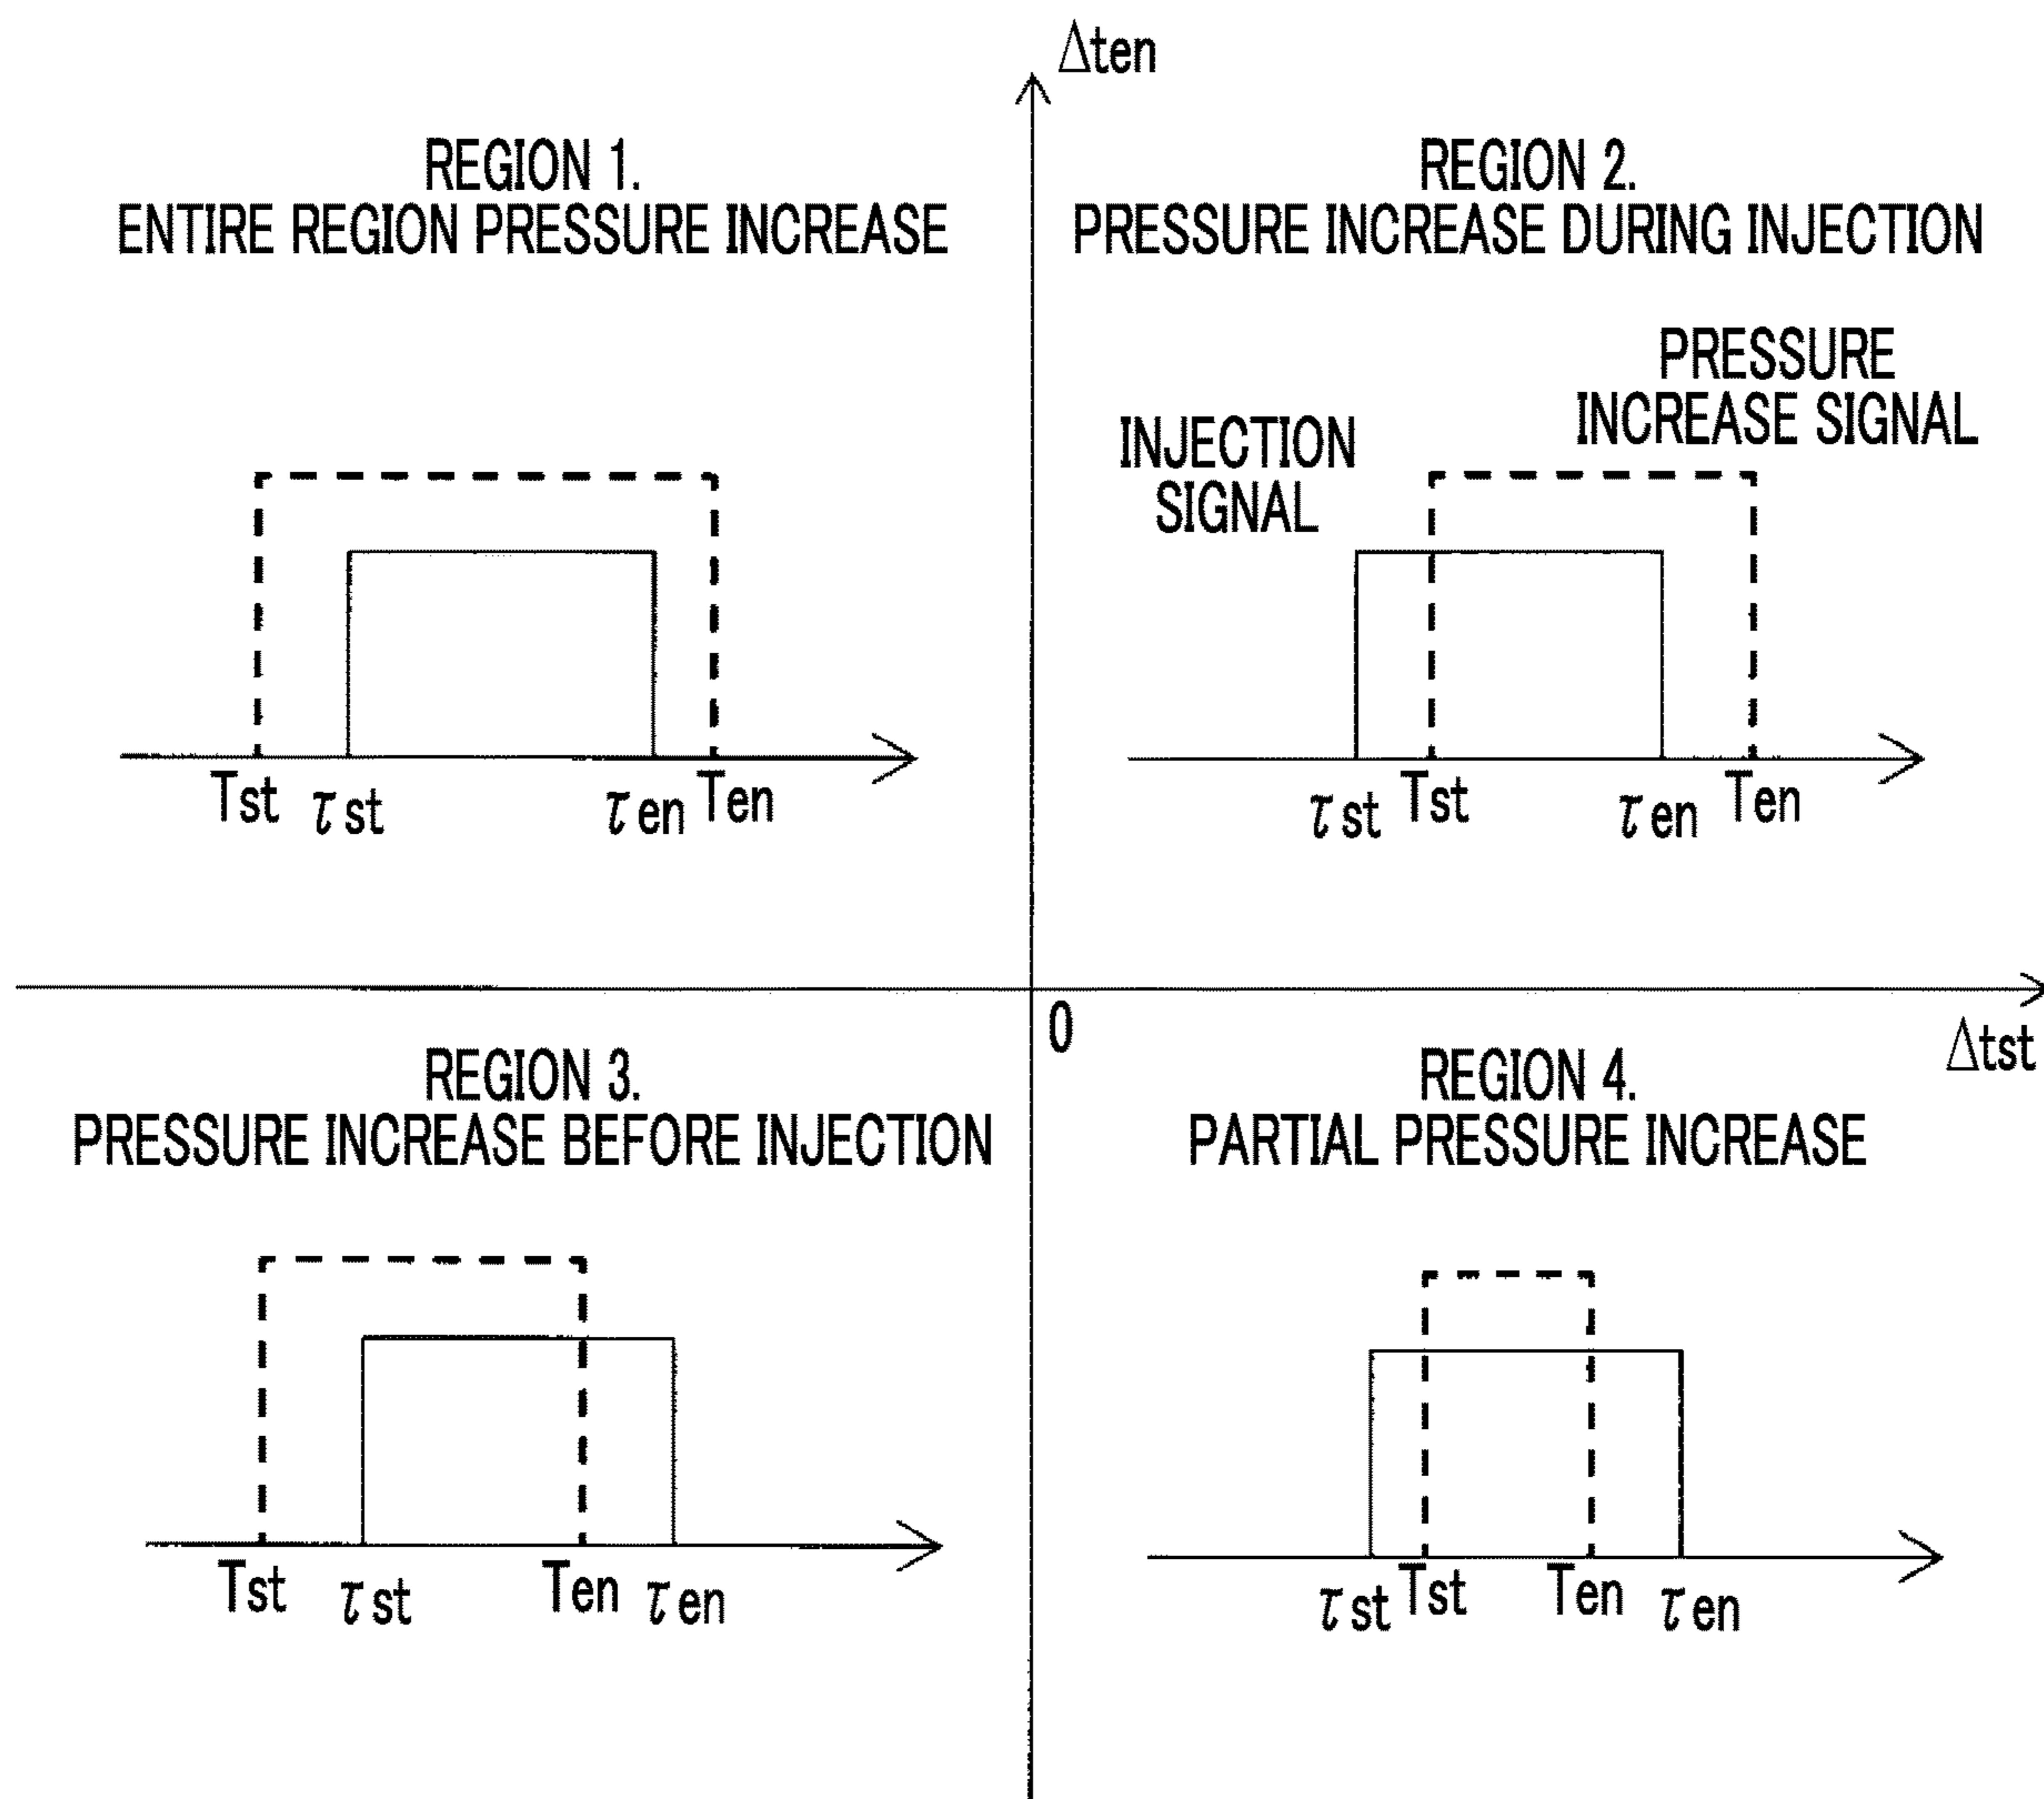 Δten
REGION 1.
ENTIRE REGION PRESSURE INCREASE
REGION 2.
PRESSURE INCREASE DURING INJECTION
INJECTION
SIGNAL
PRESSURE
INCREASE SIGNAL
Tst τst τen Ten
τst Tst τen Ten
0
Δtst
REGION 3.
PRESSURE INCREASE BEFORE INJECTION
REGION 4.
PARTIAL PRESSURE INCREASE
Tst τst Ten τen
τst Tst Ten τen